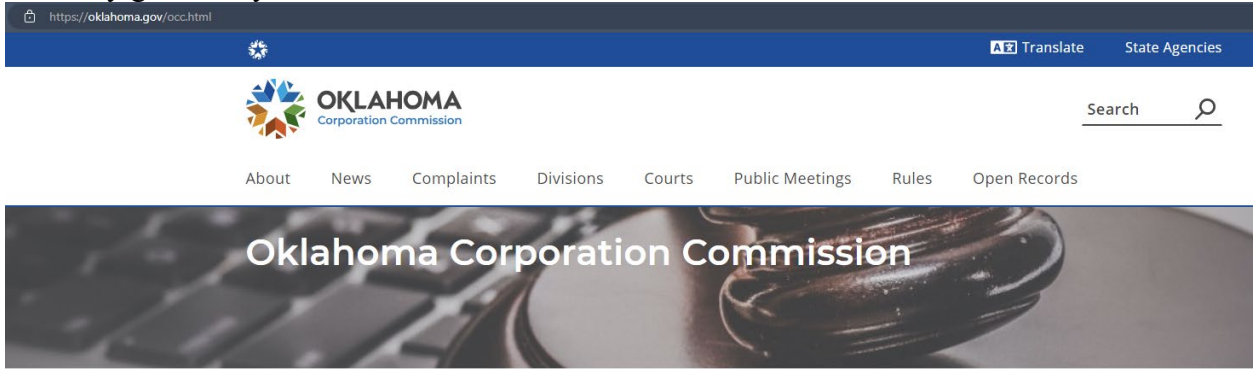 https://oklahoma.gov/occ.html
Translate State Agencies
OKLAHOMA
Corporation Commission
Search
About News Complaints Divisions Courts Public Meetings Rules Open Records
Oklahoma Corporation Commission